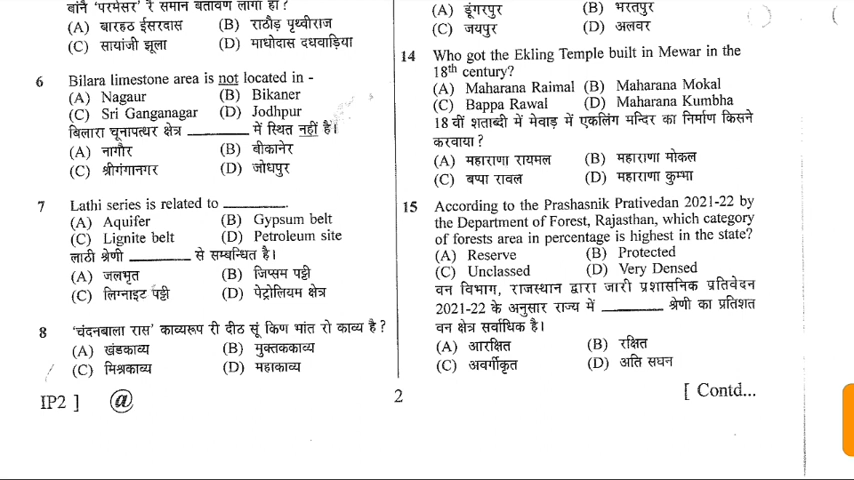 बांनै 'परमेसर' रै समान बतावण लागा हा?
(A) बारहठ ईसरदास (B) राठौड़ पृथ्वीराज
(C) सायांजी झूला (D) माधोदास दधवाड़िया
6 Bilara limestone area is not located in -
(A) Nagaur (B) Bikaner
(C) Sri Ganganagar (D) Jodhpur
बिलारा चूनापत्थर क्षेत्र ________ में स्थित नहीं है।
(A) नागौर (B) बीकानेर
(C) श्रीगंगानगर (D) जोधपुर
7 Lathi series is related to ________.
(A) Aquifer (B) Gypsum belt
(C) Lignite belt (D) Petroleum site
लाठी श्रेणी ________ से सम्बन्धित है।
(A) जलभृत (B) जिप्सम पट्टी
(C) लिग्नाइट पट्टी (D) पेट्रोलियम क्षेत्र
8 'चंदनबाला रास' काव्यरूप री दीठ सूं किण भांत रो काव्य है?
(A) खंडकाव्य (B) मुक्तककाव्य
(C) मिश्रकाव्य (D) महाकाव्य
IP2 ] @
(A) डूंगरपुर (B) भरतपुर
(C) जयपुर (D) अलवर
14 Who got the Ekling Temple built in Mewar in the
18th century?
(A) Maharana Raimal (B) Maharana Mokal
(C) Bappa Rawal (D) Maharana Kumbha
18 वीं शताब्दी में मेवाड़ में एकलिंग मन्दिर का निर्माण किसने
करवाया ?
(A) महाराणा रायमल (B) महाराणा मोकल
(C) बप्पा रावल (D) महाराणा कुम्भा
15 According to the Prashasnik Prativedan 2021-22 by
the Department of Forest, Rajasthan, which category
of forests area in percentage is highest in the state?
(A) Reserve (B) Protected
(C) Unclassed (D) Very Densed
वन विभाग, राजस्थान द्वारा जारी प्रशासनिक प्रतिवेदन
2021-22 के अनुसार राज्य में ________ श्रेणी का प्रतिशत
वन क्षेत्र सर्वाधिक है।
(A) आरक्षित (B) रक्षित
(C) अवर्गीकृत (D) अति सघन
2
[ Contd...